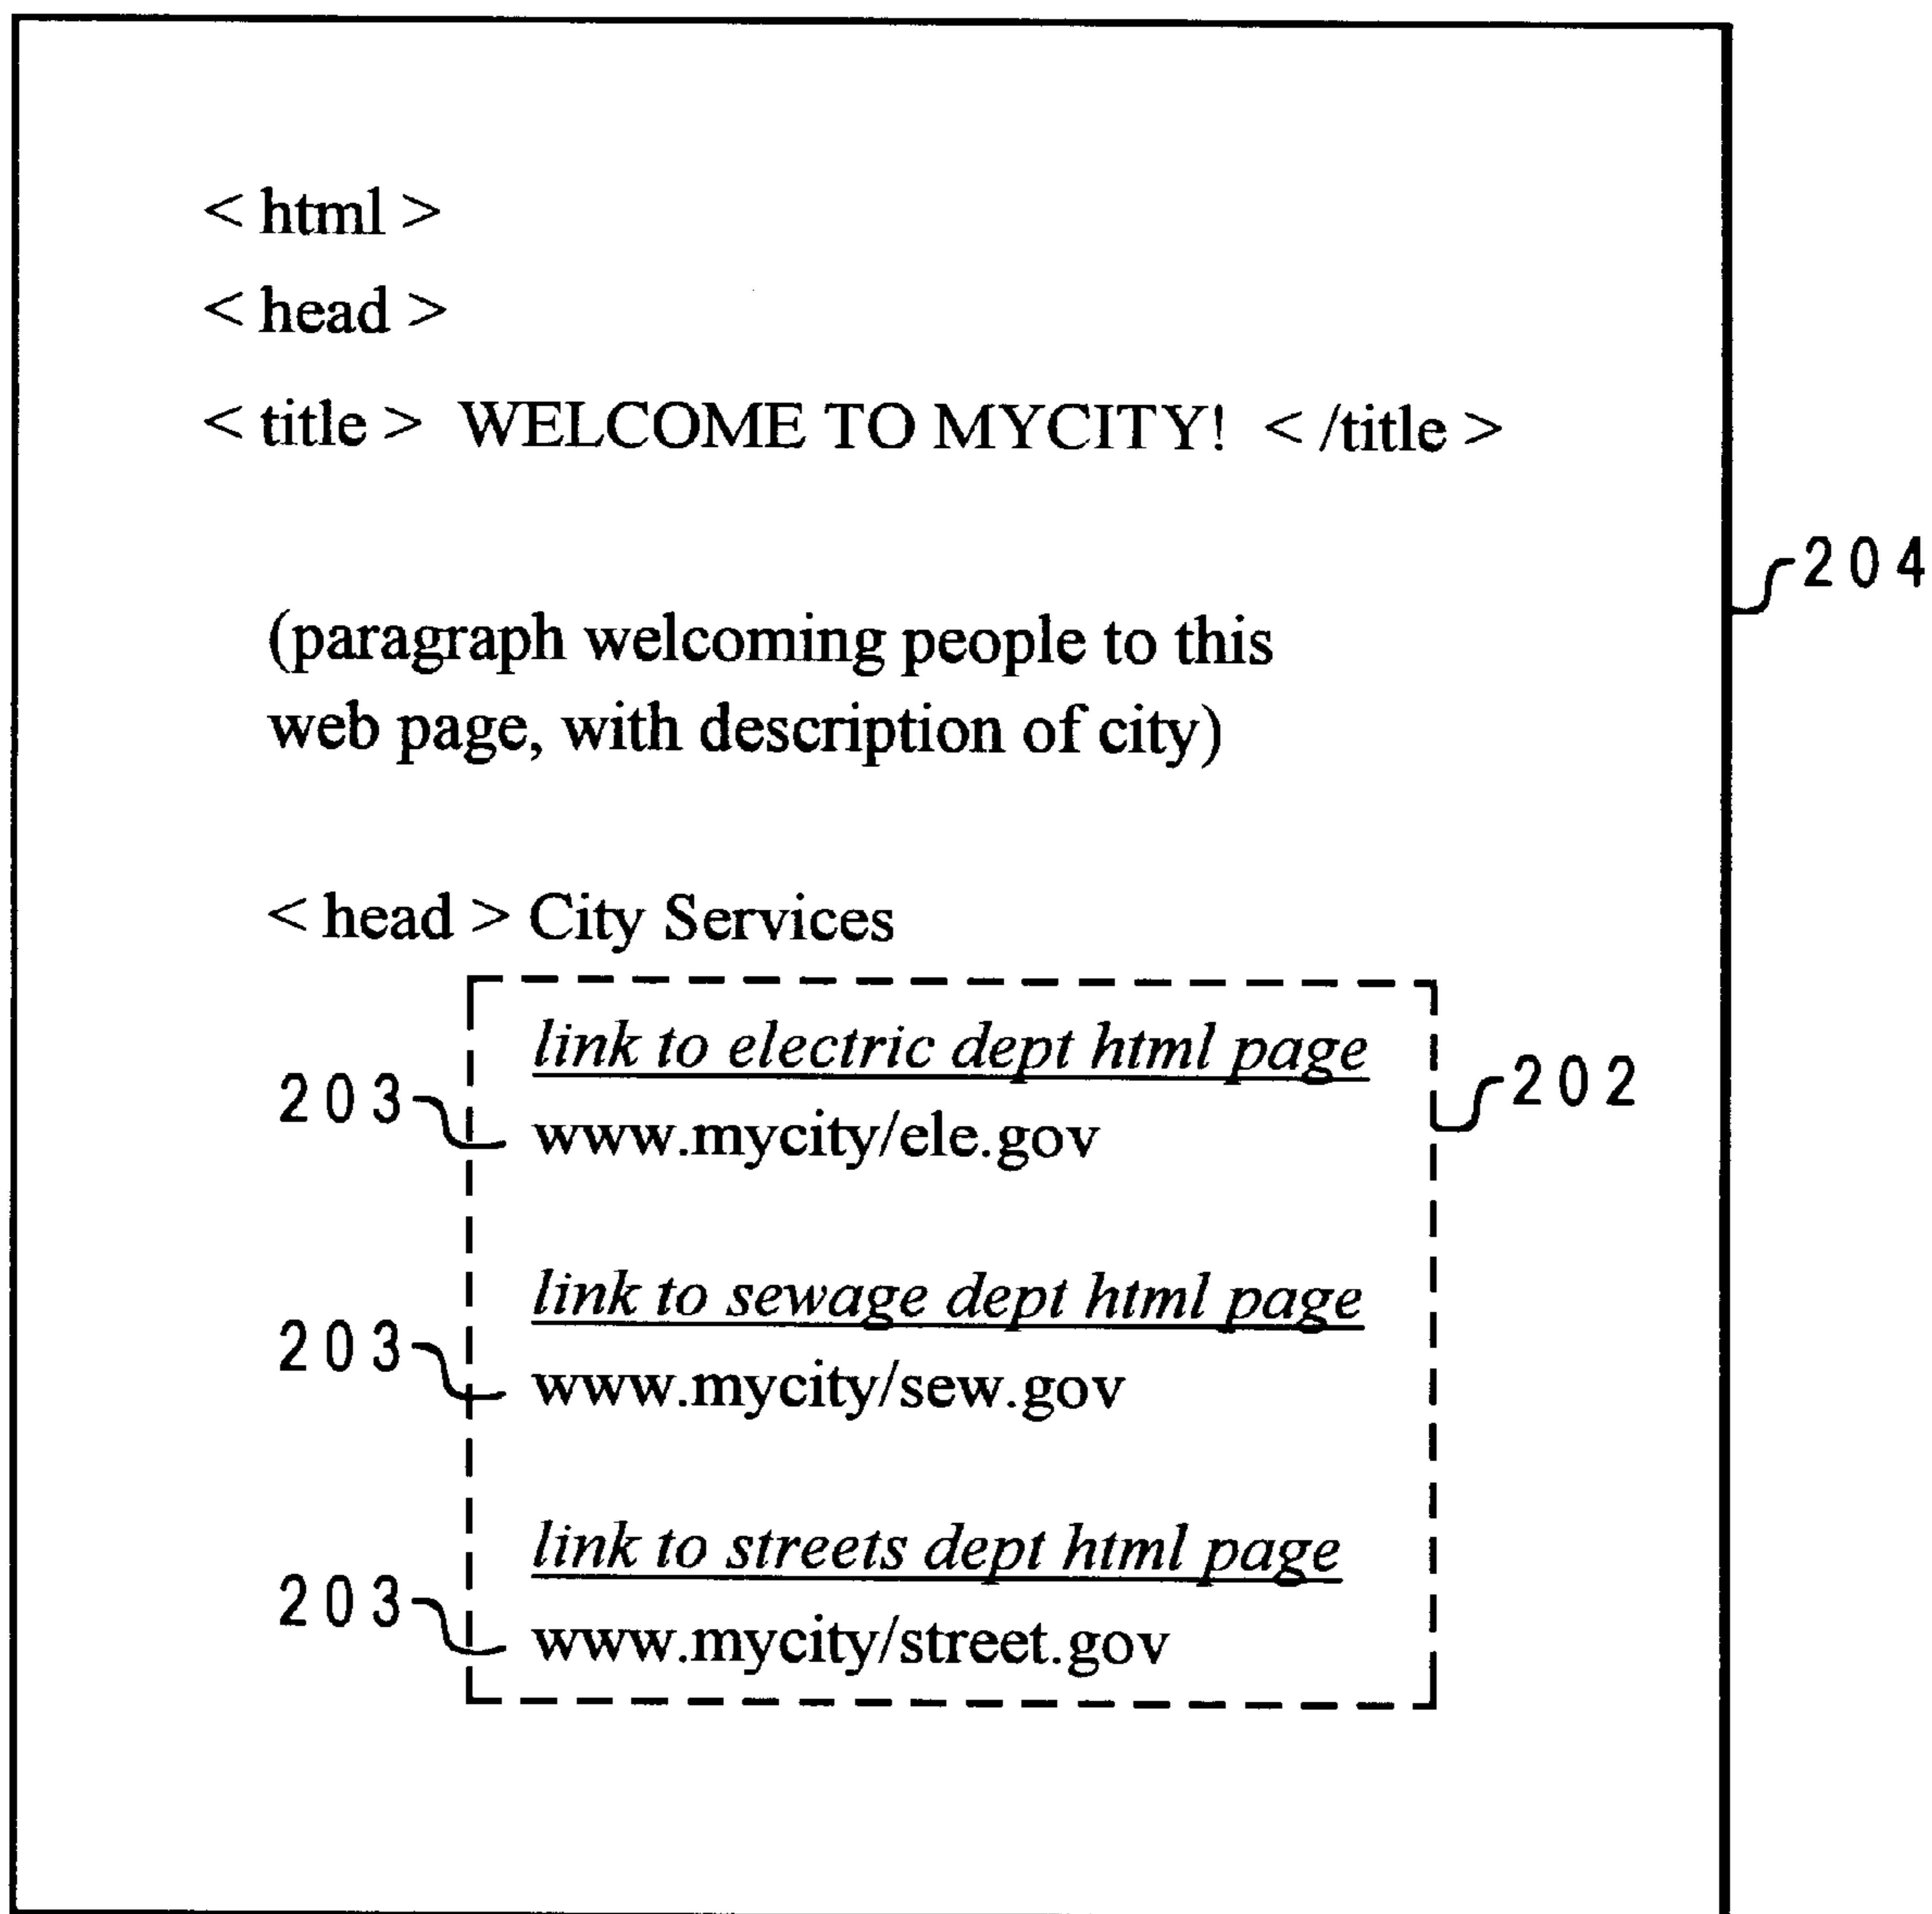 < html >
< head >
< title > WELCOME TO MYCITY! < /title >
204
(paragraph welcoming people to this
web page, with description of city)
< head > City Services
link to electric dept html page
203 www.mycity/ele.gov 202
link to sewage dept html page
203 www.mycity/sew.gov
link to streets dept html page
203 www.mycity/street.gov